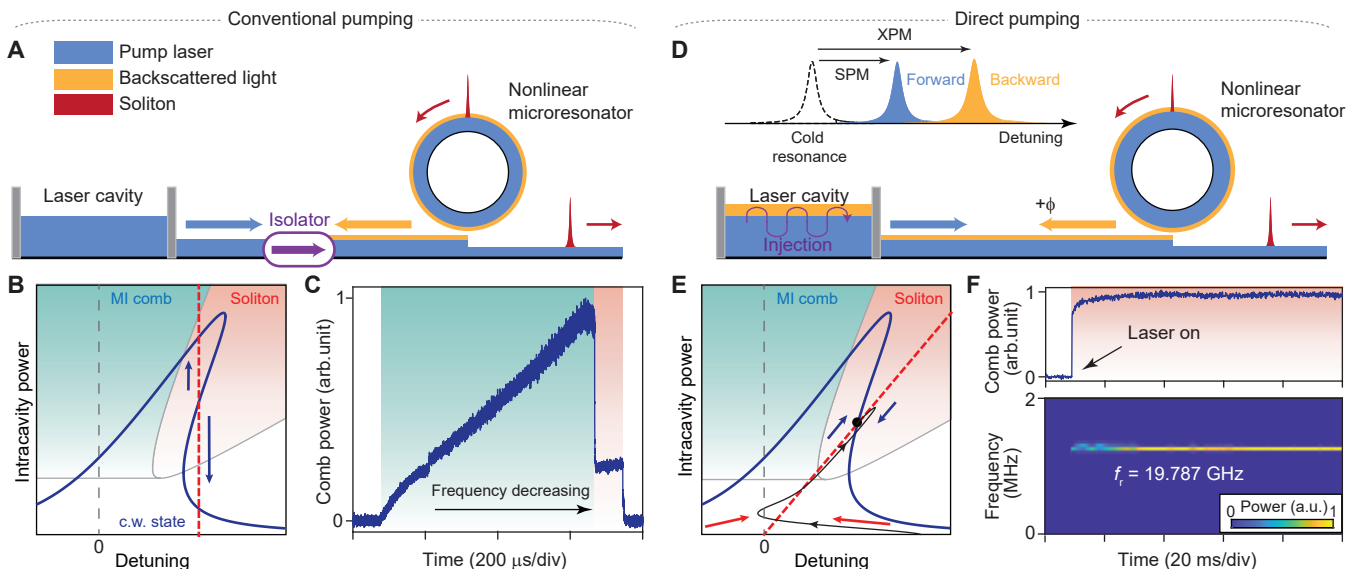 Conventional pumping
Direct pumping
A
Pump laser
Backscattered light
Soliton
Nonlinear
microresonator
Laser cavity
Isolator
D
XPM
SPM
Forward
Backward
Cold
resonance
Detuning
Nonlinear
microresonator
Laser cavity
Injection
+ϕ
B
MI comb
Soliton
Intracavity power
c.w. state
0
Detuning
C
Comb power (arb.unit)
1
0
Frequency decreasing
Time (200 μs/div)
E
MI comb
Soliton
Intracavity power
0
Detuning
F
Comb power
(arb.unit)
1
0
Laser on
Frequency
(MHz)
2
0
fr = 19.787 GHz
0 Power (a.u.) 1
Time (20 ms/div)